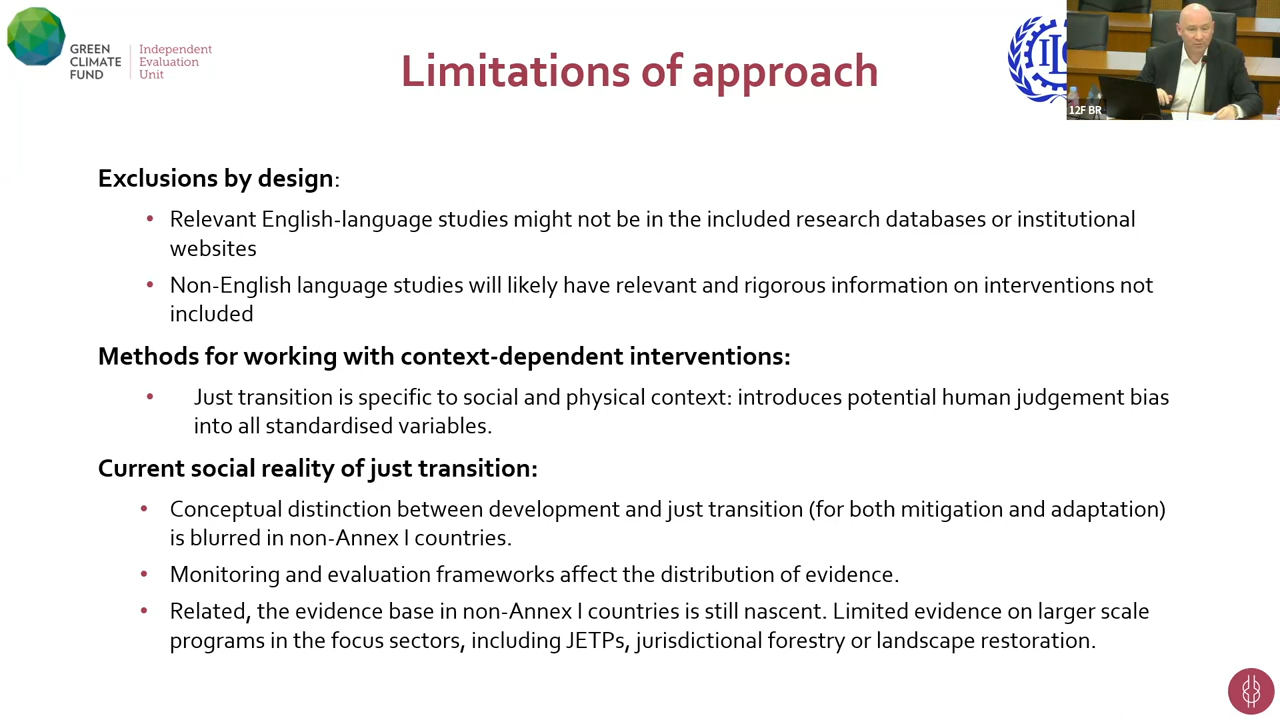 GREEN
CLIMATE
FUND
Independent
Evaluation
Unit
Limitations of approach
12F BR
Exclusions by design:
• Relevant English-language studies might not be in the included research databases or institutional
websites
• Non-English language studies will likely have relevant and rigorous information on interventions not
included
Methods for working with context-dependent interventions:
• Just transition is specific to social and physical context: introduces potential human judgement bias
into all standardised variables.
Current social reality of just transition:
• Conceptual distinction between development and just transition (for both mitigation and adaptation)
is blurred in non-Annex I countries.
• Monitoring and evaluation frameworks affect the distribution of evidence.
• Related, the evidence base in non-Annex I countries is still nascent. Limited evidence on larger scale
programs in the focus sectors, including JETPs, jurisdictional forestry or landscape restoration.